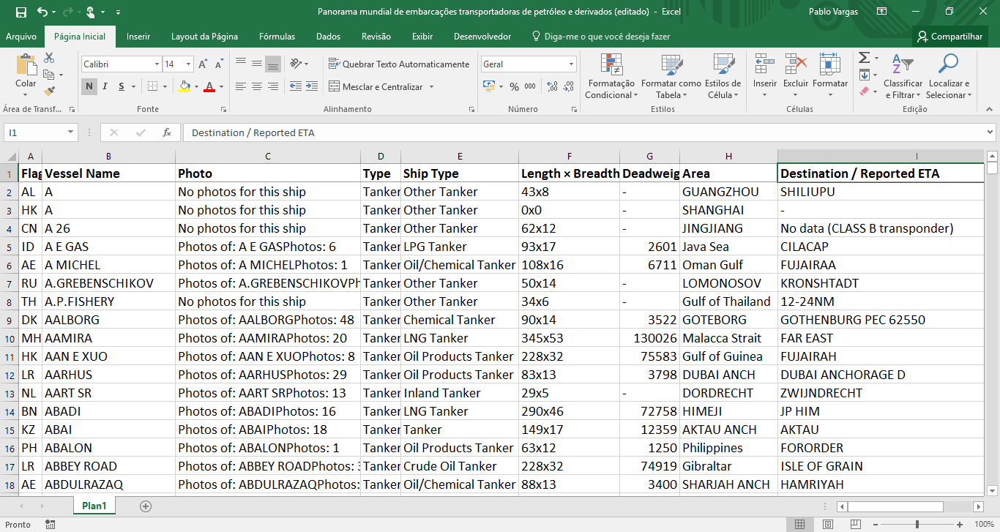 Panorama mundial de embarcações transportadoras de petróleo e derivados (editado) - Excel Pablo Vargas
Arquivo Página Inicial Inserir Layout da Página Fórmulas Dados Revisão Exibir Desenvolvedor Diga-me o que você deseja fazer Compartilhar
Colar
Calibri 14
N I S
Quebrar Texto Automaticamente
Mesclar e Centralizar
Geral
% 000
Formatação Condicional
Formatar como Tabela
Estilos de Célula
Inserir Excluir Formatar
Classificar e Filtrar
Localizar e Selecionar
Área de Transf... Fonte Alinhamento Número Estilos Células Edição
I1 fx Destination / Reported ETA
A B C D E F G H I
1 Flag Vessel Name Photo Type Ship Type Length × Breadth Deadweig Area Destination / Reported ETA
2 AL A No photos for this ship Tanker Other Tanker 43x8 - GUANGZHOU SHILIUPU
3 HK A No photos for this ship Tanker Other Tanker 0x0 - SHANGHAI -
4 CN A 26 No photos for this ship Tanker Other Tanker 62x12 - JINGJIANG No data (CLASS B transponder)
5 ID A E GAS Photos of: A E GASPhotos: 6 Tanker LPG Tanker 93x17 2601 Java Sea CILACAP
6 AE A MICHEL Photos of: A MICHELPhotos: 1 Tanker Oil/Chemical Tanker 108x16 6711 Oman Gulf FUJAIRAA
7 RU A.GREBENSCHIKOV Photos of: A.GREBENSCHIKOVPh Tanker Other Tanker 50x14 - LOMONOSOV KRONSHTADT
8 TH A.P.FISHERY No photos for this ship Tanker Other Tanker 34x6 - Gulf of Thailand 12-24NM
9 DK AALBORG Photos of: AALBORGPhotos: 48 Tanker Chemical Tanker 90x14 3522 GOTEBORG GOTHENBURG PEC 62550
10 MH AAMIRA Photos of: AAMIRAPhotos: 20 Tanker LNG Tanker 345x53 130026 Malacca Strait FAR EAST
11 HK AAN E XUO Photos of: AAN E XUOPhotos: 8 Tanker Oil Products Tanker 228x32 75583 Gulf of Guinea FUJAIRAH
12 LR AARHUS Photos of: AARHUSPhotos: 29 Tanker Oil Products Tanker 83x13 3798 DUBAI ANCH DUBAI ANCHORAGE D
13 NL AART SR Photos of: AART SRPhotos: 13 Tanker Inland Tanker 29x5 - DORDRECHT ZWIJNDRECHT
14 BN ABADI Photos of: ABADIPhotos: 16 Tanker LNG Tanker 290x46 72758 HIMEJI JP HIM
15 KZ ABAI Photos of: ABAIPhotos: 18 Tanker Tanker 149x17 12359 AKTAU ANCH AKTAU
16 PH ABALON Photos of: ABALONPhotos: 1 Tanker Oil Products Tanker 63x12 1250 Philippines FORORDER
17 LR ABBEY ROAD Photos of: ABBEY ROADPhotos: Tanker Crude Oil Tanker 228x32 74919 Gibraltar ISLE OF GRAIN
18 AE ABDULRAZAQ Photos of: ABDULRAZAQPhotos: Tanker Oil/Chemical Tanker 88x13 3400 SHARJAH ANCH HAMRIYAH
Plan1
Pronto 100%